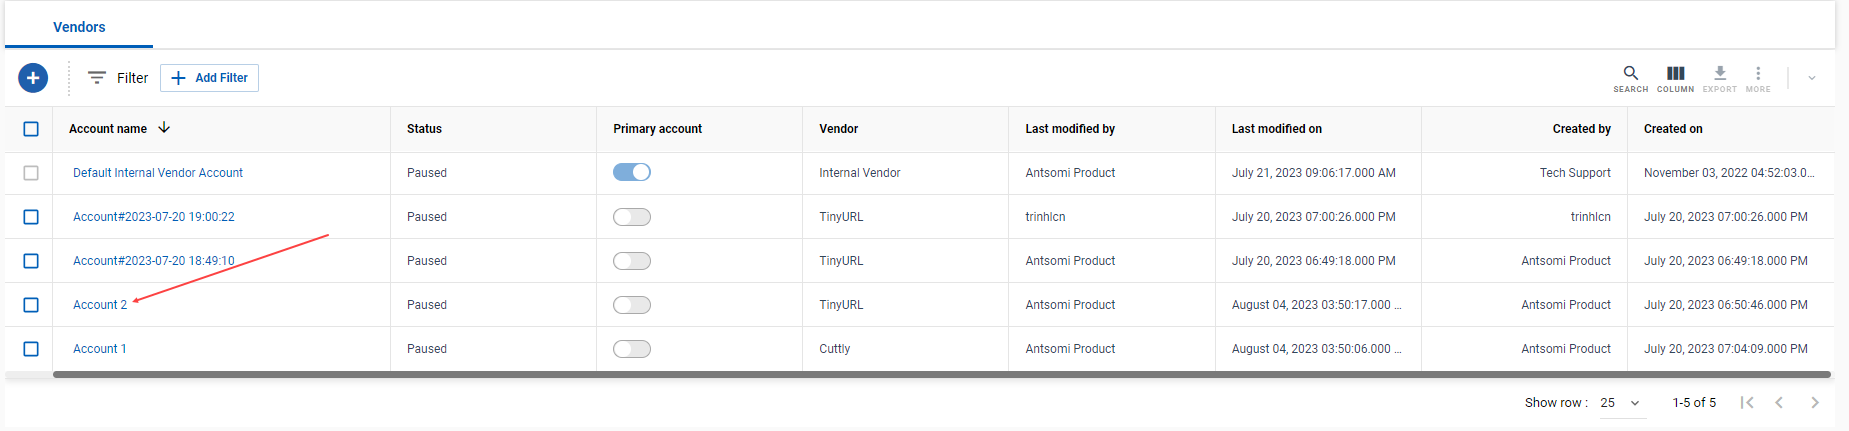 Vendors
Filter Add Filter SEARCH COLUMN EXPORT MORE
Account name Status Primary account Vendor Last modified by Last modified on Created by Created on
Default Internal Vendor Account Paused Internal Vendor Antsomi Product July 21, 2023 09:06:17.000 AM Tech Support November 03, 2022 04:52:03.0...
Account#2023-07-20 19:00:22 Paused TinyURL trinhlcn July 20, 2023 07:00:26.000 PM trinhlcn July 20, 2023 07:00:26.000 PM
Account#2023-07-20 18:49:10 Paused TinyURL Antsomi Product July 20, 2023 06:49:18.000 PM Antsomi Product July 20, 2023 06:49:18.000 PM
Account 2 Paused TinyURL Antsomi Product August 04, 2023 03:50:17.000 ... Antsomi Product July 20, 2023 06:50:46.000 PM
Account 1 Paused Cuttly Antsomi Product August 04, 2023 03:50:06.000 ... Antsomi Product July 20, 2023 07:04:09.000 PM
Show row : 25 1-5 of 5